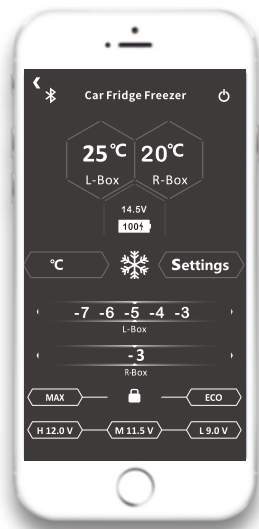 Car Fridge Freezer
25°C 20°C
L-Box R-Box
14.5V
100
°C Settings
-7 -6 -5 -4 -3
L-Box
-3
R-Box
MAX ECO
H 12.0 V M 11.5 V L 9.0 V